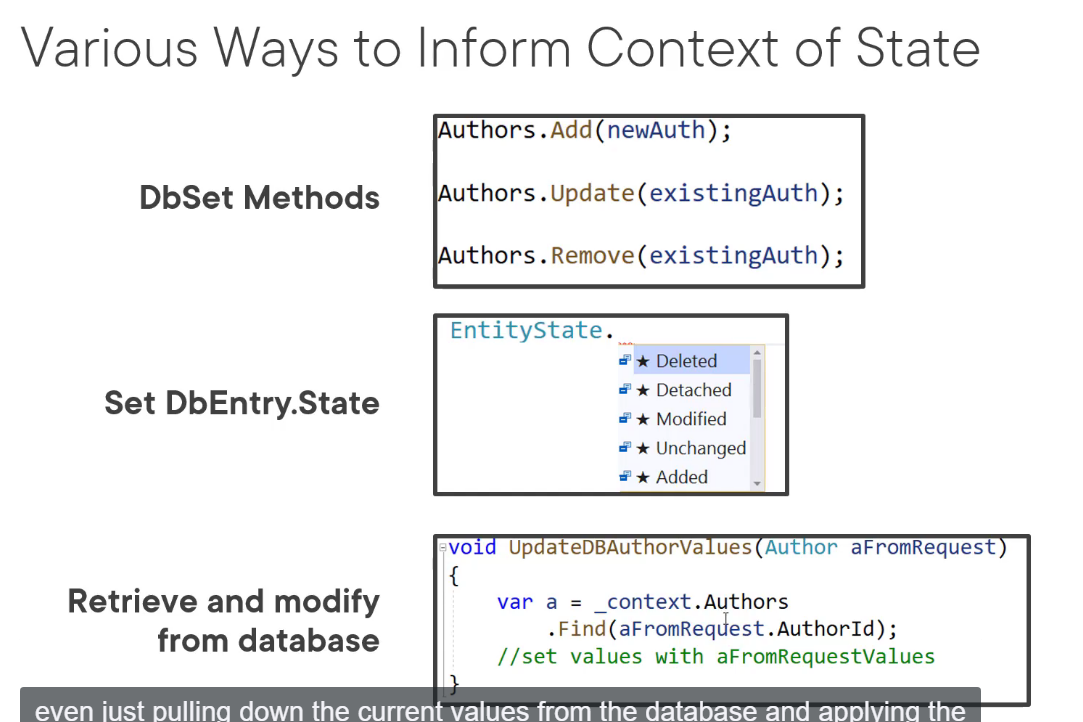 Various Ways to Inform Context of State
DbSet Methods
Authors.Add(newAuth);
Authors.Update(existingAuth);
Authors.Remove(existingAuth);
Set DbEntry.State
EntityState.
★ Deleted
★ Detached
★ Modified
★ Unchanged
★ Added
Retrieve and modify
from database
void UpdateDBAuthorValues(Author aFromRequest)
{
var a = _context.Authors
.Find(aFromRequest.AuthorId);
//set values with aFromRequestValues
}
even just pulling down the current values from the database and applying the